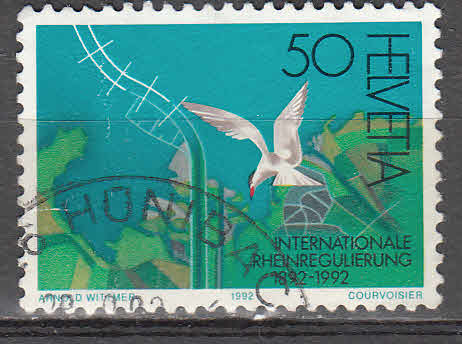 50
HELVETIA
INTERNATIONALE
RHEINREGULIERUNG
1892-1992
ARNOLD WITTMER
1992
COURVOISIER